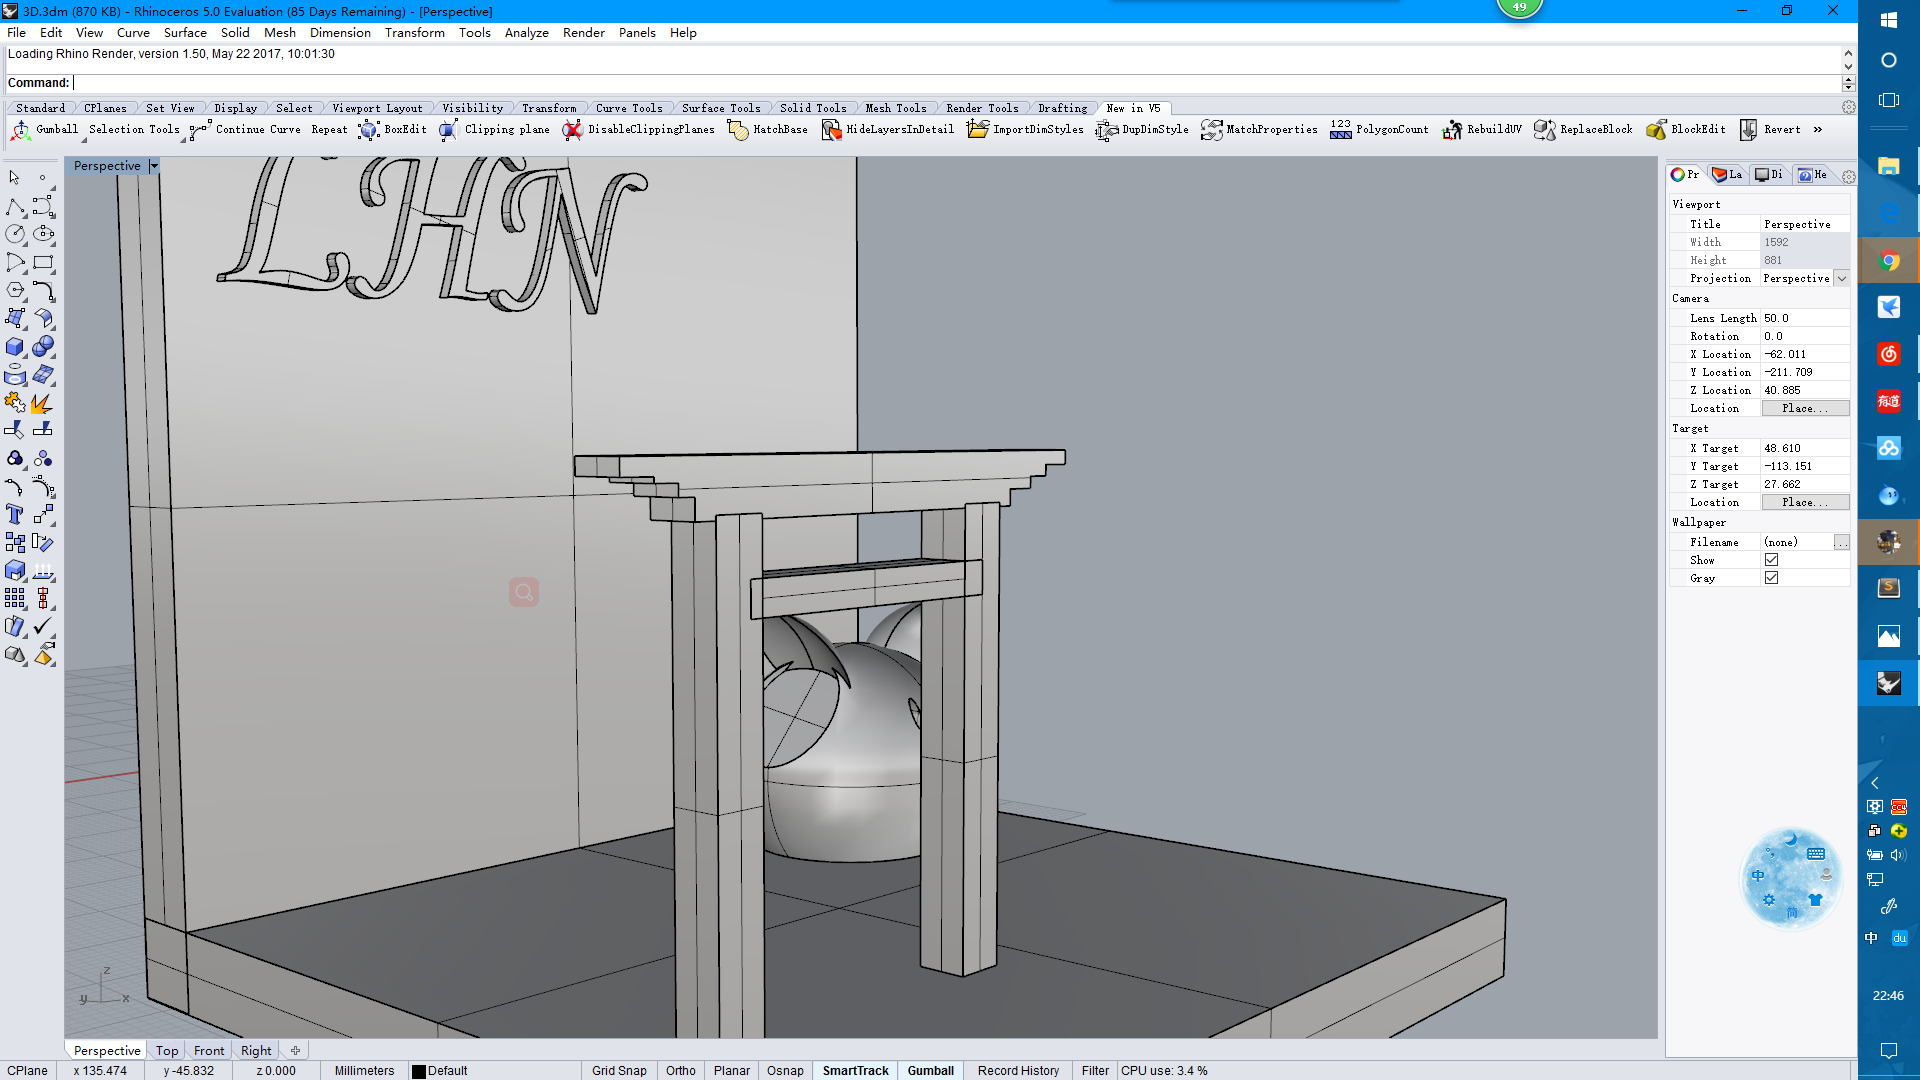 3D.3dm (870 KB) - Rhinoceros 5.0 Evaluation (85 Days Remaining) - [Perspective]
49
File Edit View Curve Surface Solid Mesh Dimension Transform Tools Analyze Render Panels Help
Loading Rhino Render, version 1.50, May 22 2017, 10:01:30
Command:
Standard CPlanes Set View Display Select Viewport Layout Visibility Transform Curve Tools Surface Tools Solid Tools Mesh Tools Render Tools Drafting New in V5
Gumball Selection Tools Continue Curve Repeat BoxEdit Clipping plane DisableClippingPlanes HatchBase HideLayersInDetail ImportDimStyles DupDimStyle MatchProperties 123 PolygonCount RebuildUV ReplaceBlock BlockEdit Revert »
Perspective
LHN
Pr La Di He
Viewport
Title Perspective
Width 1592
Height 881
Projection Perspective
Camera
Lens Length 50.0
Rotation 0.0
X Location -62.011
Y Location -211.709
Z Location 40.885
Location Place...
Target
X Target 48.610
Y Target -113.151
Z Target 27.662
Location Place...
Wallpaper
Filename (none) ...
Show
Gray
有道
中
简
中 du
22:46
z
y x
Perspective Top Front Right
CPlane x 135.474 y -45.832 z 0.000 Millimeters Default Grid Snap Ortho Planar Osnap SmartTrack Gumball Record History Filter CPU use: 3.4 %